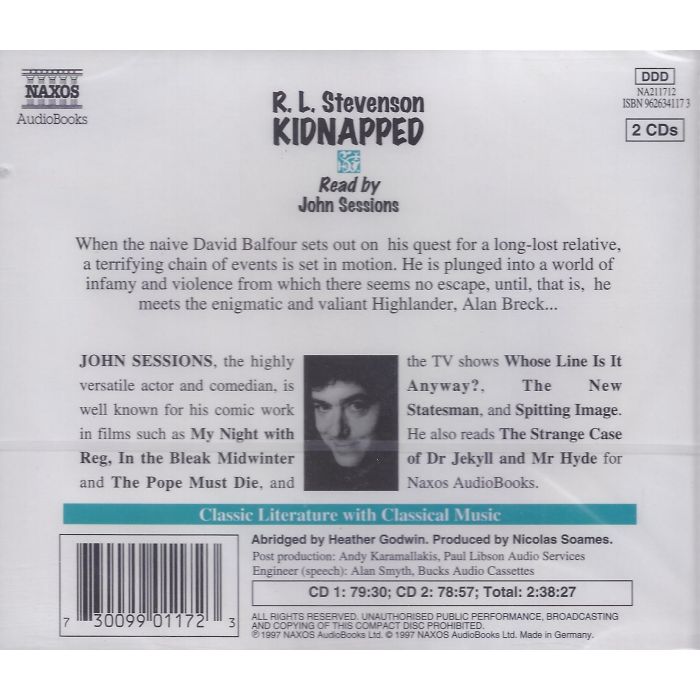 NAXOS
AudioBooks
R. L. Stevenson
KIDNAPPED
Read by
John Sessions
DDD
NA211712
ISBN 962634117 3
2 CDs
When the naive David Balfour sets out on his quest for a long-lost relative,
a terrifying chain of events is set in motion. He is plunged into a world of
infamy and violence from which there seems no escape, until, that is, he
meets the enigmatic and valiant Highlander, Alan Breck...
JOHN SESSIONS, the highly
versatile actor and comedian, is
well known for his comic work
in films such as My Night with
Reg, In the Bleak Midwinter
and The Pope Must Die, and
the TV shows Whose Line Is It
Anyway?, The New
Statesman, and Spitting Image.
He also reads The Strange Case
of Dr Jekyll and Mr Hyde for
Naxos AudioBooks.
Classic Literature with Classical Music
7 30099 01172 3
Abridged by Heather Godwin. Produced by Nicolas Soames.
Post production: Andy Karamallakis, Paul Libson Audio Services
Engineer (speech): Alan Smyth, Bucks Audio Cassettes
CD 1: 79:30; CD 2: 78:57; Total: 2:38:27
ALL RIGHTS RESERVED. UNAUTHORISED PUBLIC PERFORMANCE, BROADCASTING
AND COPYING OF THIS COMPACT DISC PROHIBITED.
℗ 1997 NAXOS AudioBooks Ltd. © 1997 NAXOS AudioBooks Ltd. Made in Germany.